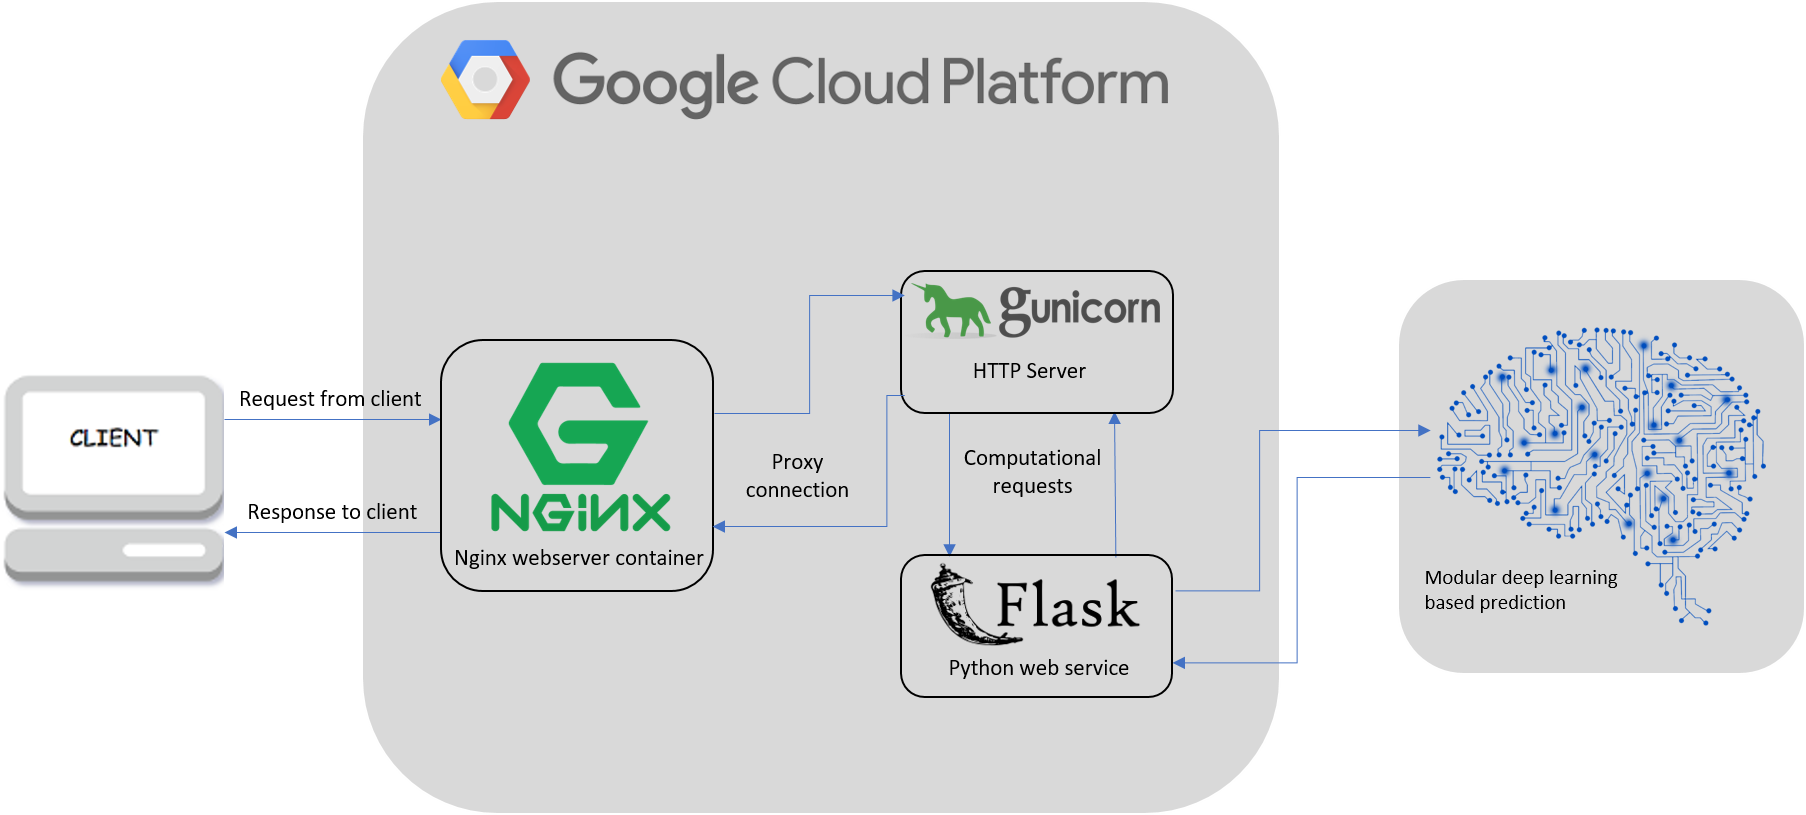 Google Cloud Platform
CLIENT
Request from client
Response to client
NGINX
Nginx webserver container
Proxy
connection
gunicorn
HTTP Server
Computational
requests
Flask
Python web service
Modular deep learning
based prediction